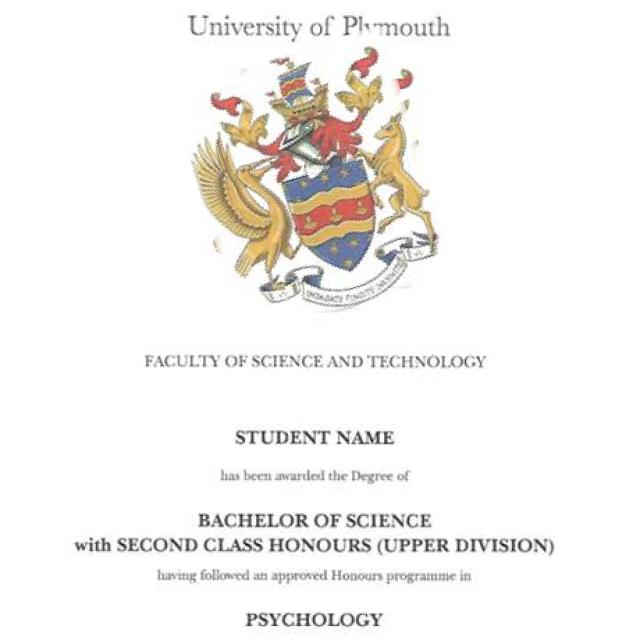 University of Plymouth
FACULTY OF SCIENCE AND TECHNOLOGY
STUDENT NAME
has been awarded the Degree of
BACHELOR OF SCIENCE
with SECOND CLASS HONOURS (UPPER DIVISION)
having followed an approved Honours programme in
PSYCHOLOGY